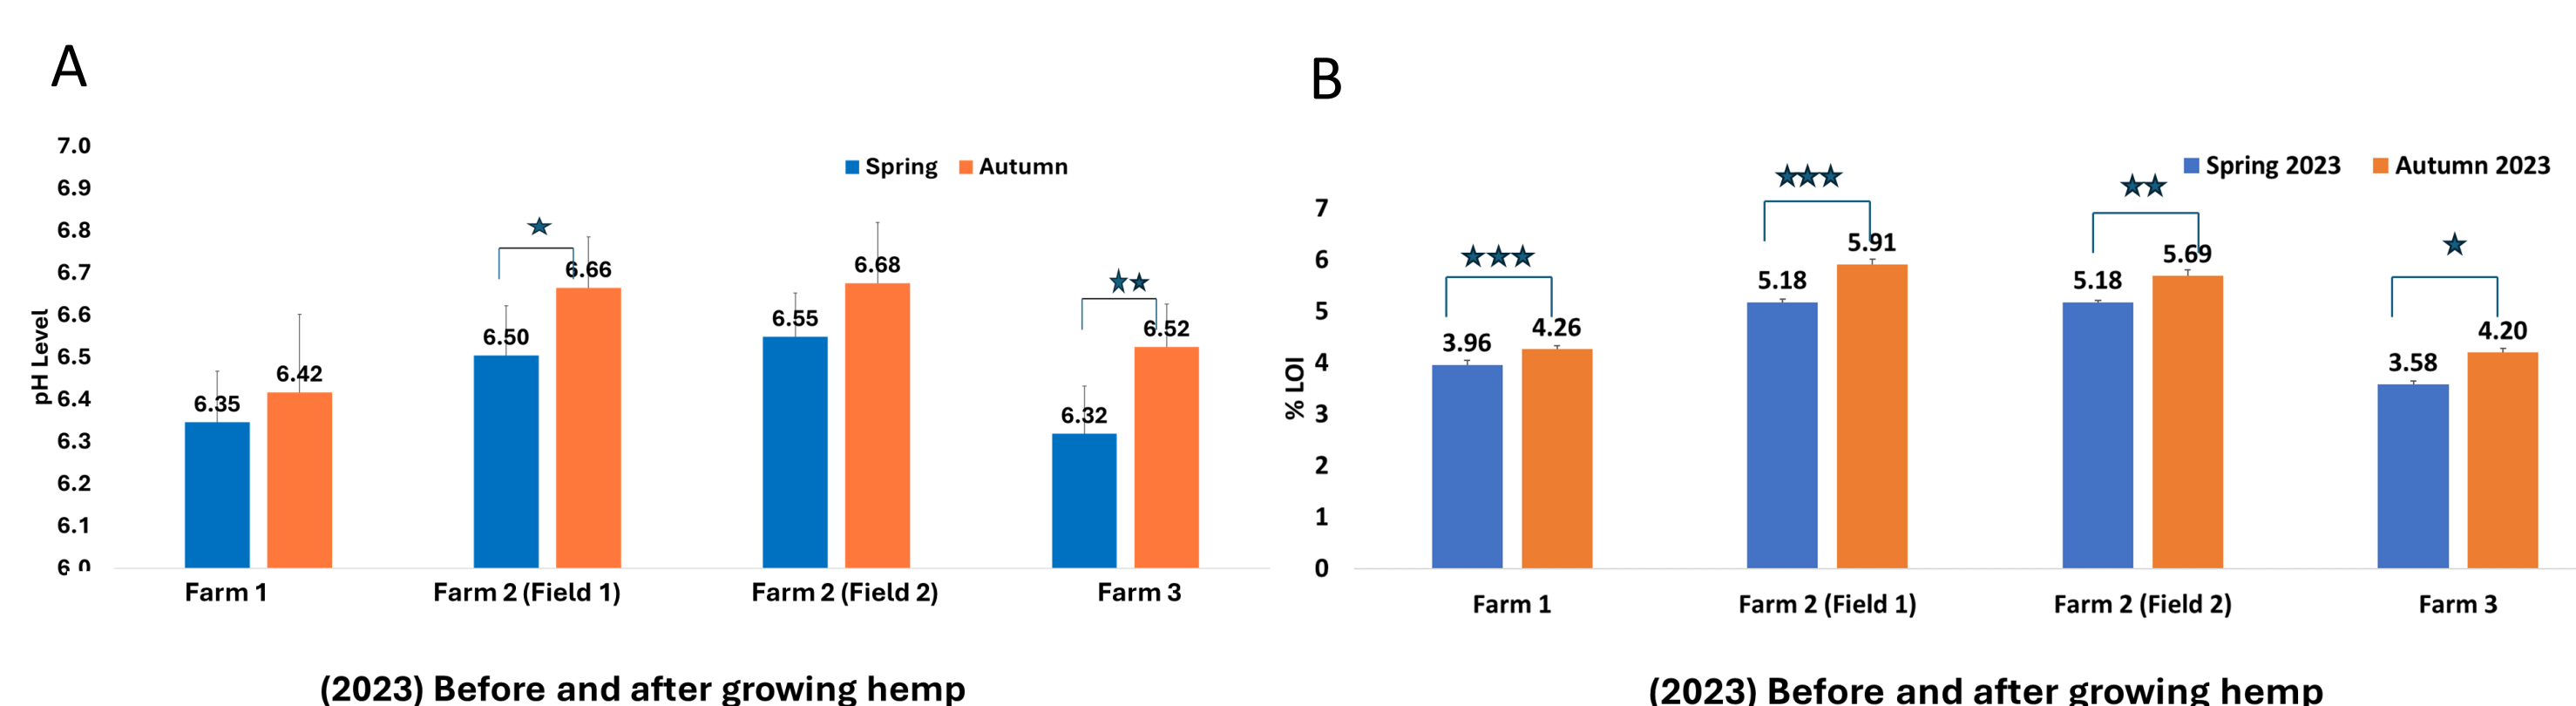 A
7.0
6.9
6.8
6.7
6.6
6.5
6.4
6.3
6.2
6.1
6.0
pH Level
Spring Autumn
6.35 6.42
6.50 6.66
6.55 6.68
6.32 6.52
Farm 1 Farm 2 (Field 1) Farm 2 (Field 2) Farm 3
(2023) Before and after growing hemp
B
7
6
5
4
3
2
1
0
% LOI
Spring 2023 Autumn 2023
3.96 4.26
5.18 5.91
5.18 5.69
3.58 4.20
Farm 1 Farm 2 (Field 1) Farm 2 (Field 2) Farm 3
(2023) Before and after growing hemp